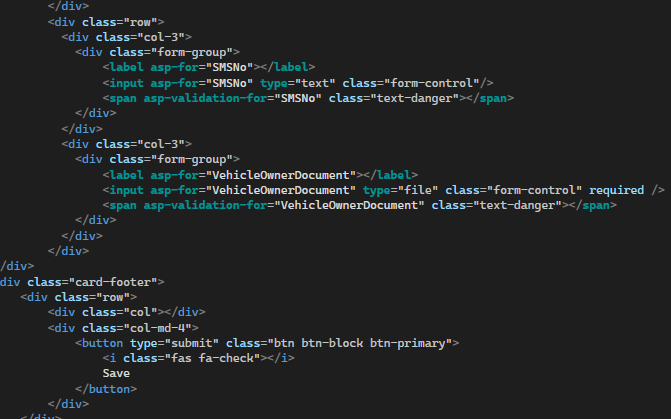 </div>
<div class="row">
<div class="col-3">
<div class="form-group">
<label asp-for="SMSNo"></label>
<input asp-for="SMSNo" type="text" class="form-control"/>
<span asp-validation-for="SMSNo" class="text-danger"></span>
</div>
</div>
<div class="col-3">
<div class="form-group">
<label asp-for="VehicleOwnerDocument"></label>
<input asp-for="VehicleOwnerDocument" type="file" class="form-control" required />
<span asp-validation-for="VehicleOwnerDocument" class="text-danger"></span>
</div>
</div>
</div>
/div>
div class="card-footer">
<div class="row">
<div class="col"></div>
<div class="col-md-4">
<button type="submit" class="btn btn-block btn-primary">
<i class="fas fa-check"></i>
Save
</button>
</div>
</div>